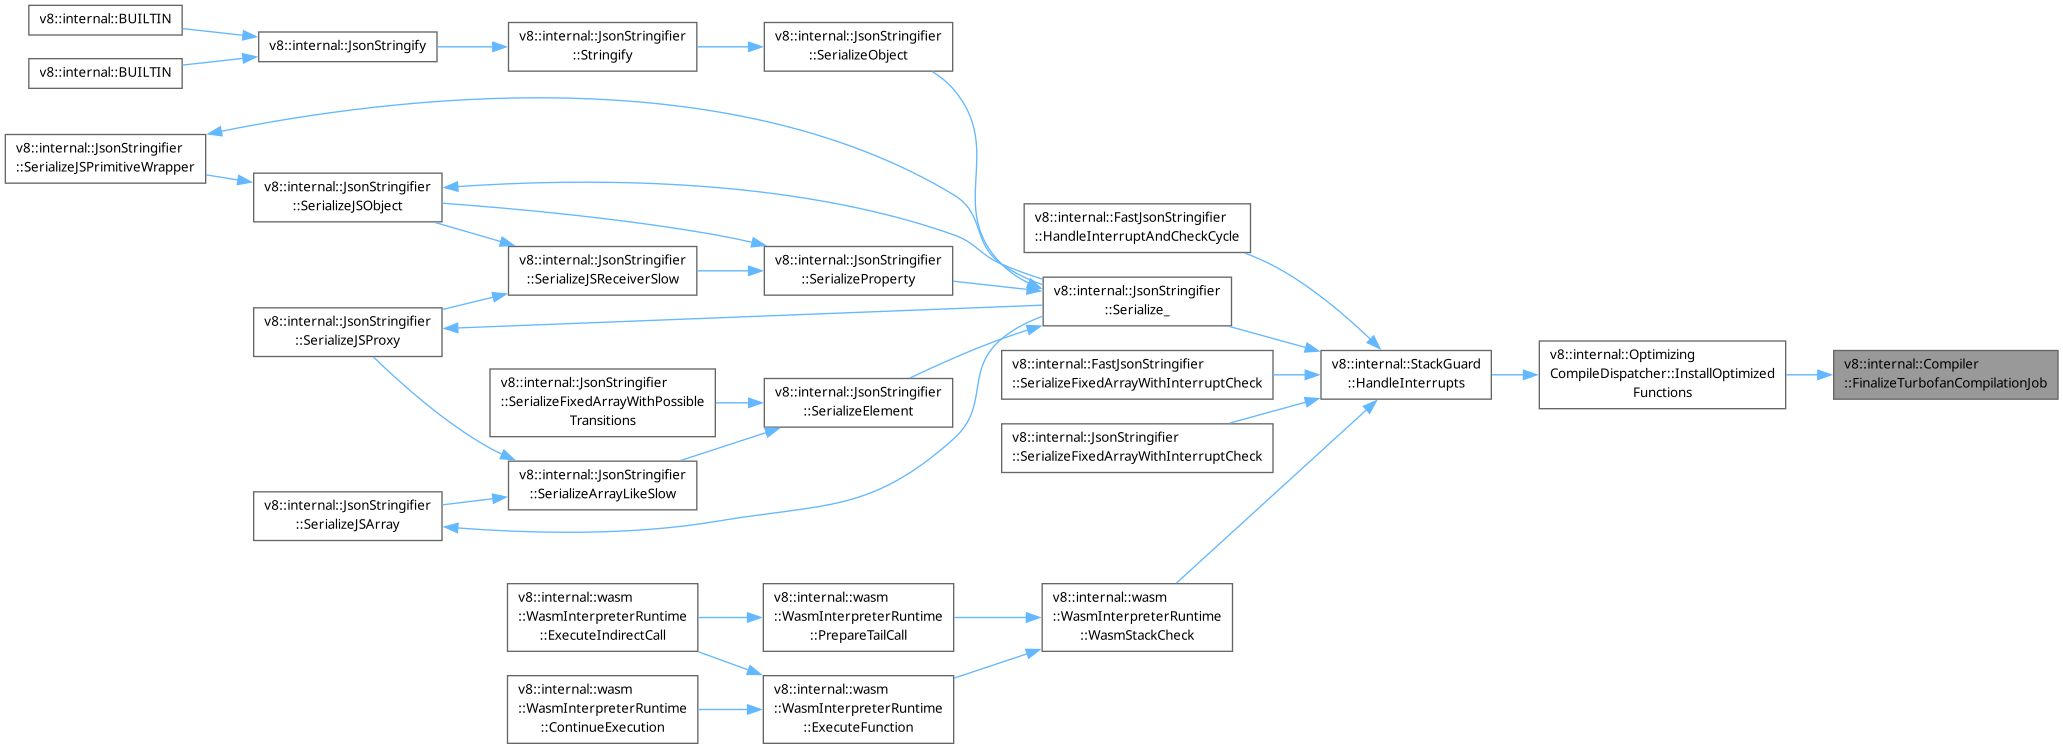 v8::internal::BUILTIN
v8::internal::BUILTIN
v8::internal::JsonStringify
v8::internal::JsonStringifier
::Stringify
v8::internal::JsonStringifier
::SerializeObject
v8::internal::JsonStringifier
::SerializeJSPrimitiveWrapper
v8::internal::JsonStringifier
::SerializeJSObject
v8::internal::JsonStringifier
::SerializeJSReceiverSlow
v8::internal::JsonStringifier
::SerializeProperty
v8::internal::JsonStringifier
::SerializeJSProxy
v8::internal::JsonStringifier
::SerializeFixedArrayWithPossible
Transitions
v8::internal::JsonStringifier
::SerializeElement
v8::internal::JsonStringifier
::SerializeArrayLikeSlow
v8::internal::JsonStringifier
::SerializeJSArray
v8::internal::FastJsonStringifier
::HandleInterruptAndCheckCycle
v8::internal::JsonStringifier
::Serialize_
v8::internal::FastJsonStringifier
::SerializeFixedArrayWithInterruptCheck
v8::internal::JsonStringifier
::SerializeFixedArrayWithInterruptCheck
v8::internal::StackGuard
::HandleInterrupts
v8::internal::Optimizing
CompileDispatcher::InstallOptimized
Functions
v8::internal::Compiler
::FinalizeTurbofanCompilationJob
v8::internal::wasm
::WasmInterpreterRuntime
::ExecuteIndirectCall
v8::internal::wasm
::WasmInterpreterRuntime
::PrepareTailCall
v8::internal::wasm
::WasmInterpreterRuntime
::WasmStackCheck
v8::internal::wasm
::WasmInterpreterRuntime
::ContinueExecution
v8::internal::wasm
::WasmInterpreterRuntime
::ExecuteFunction